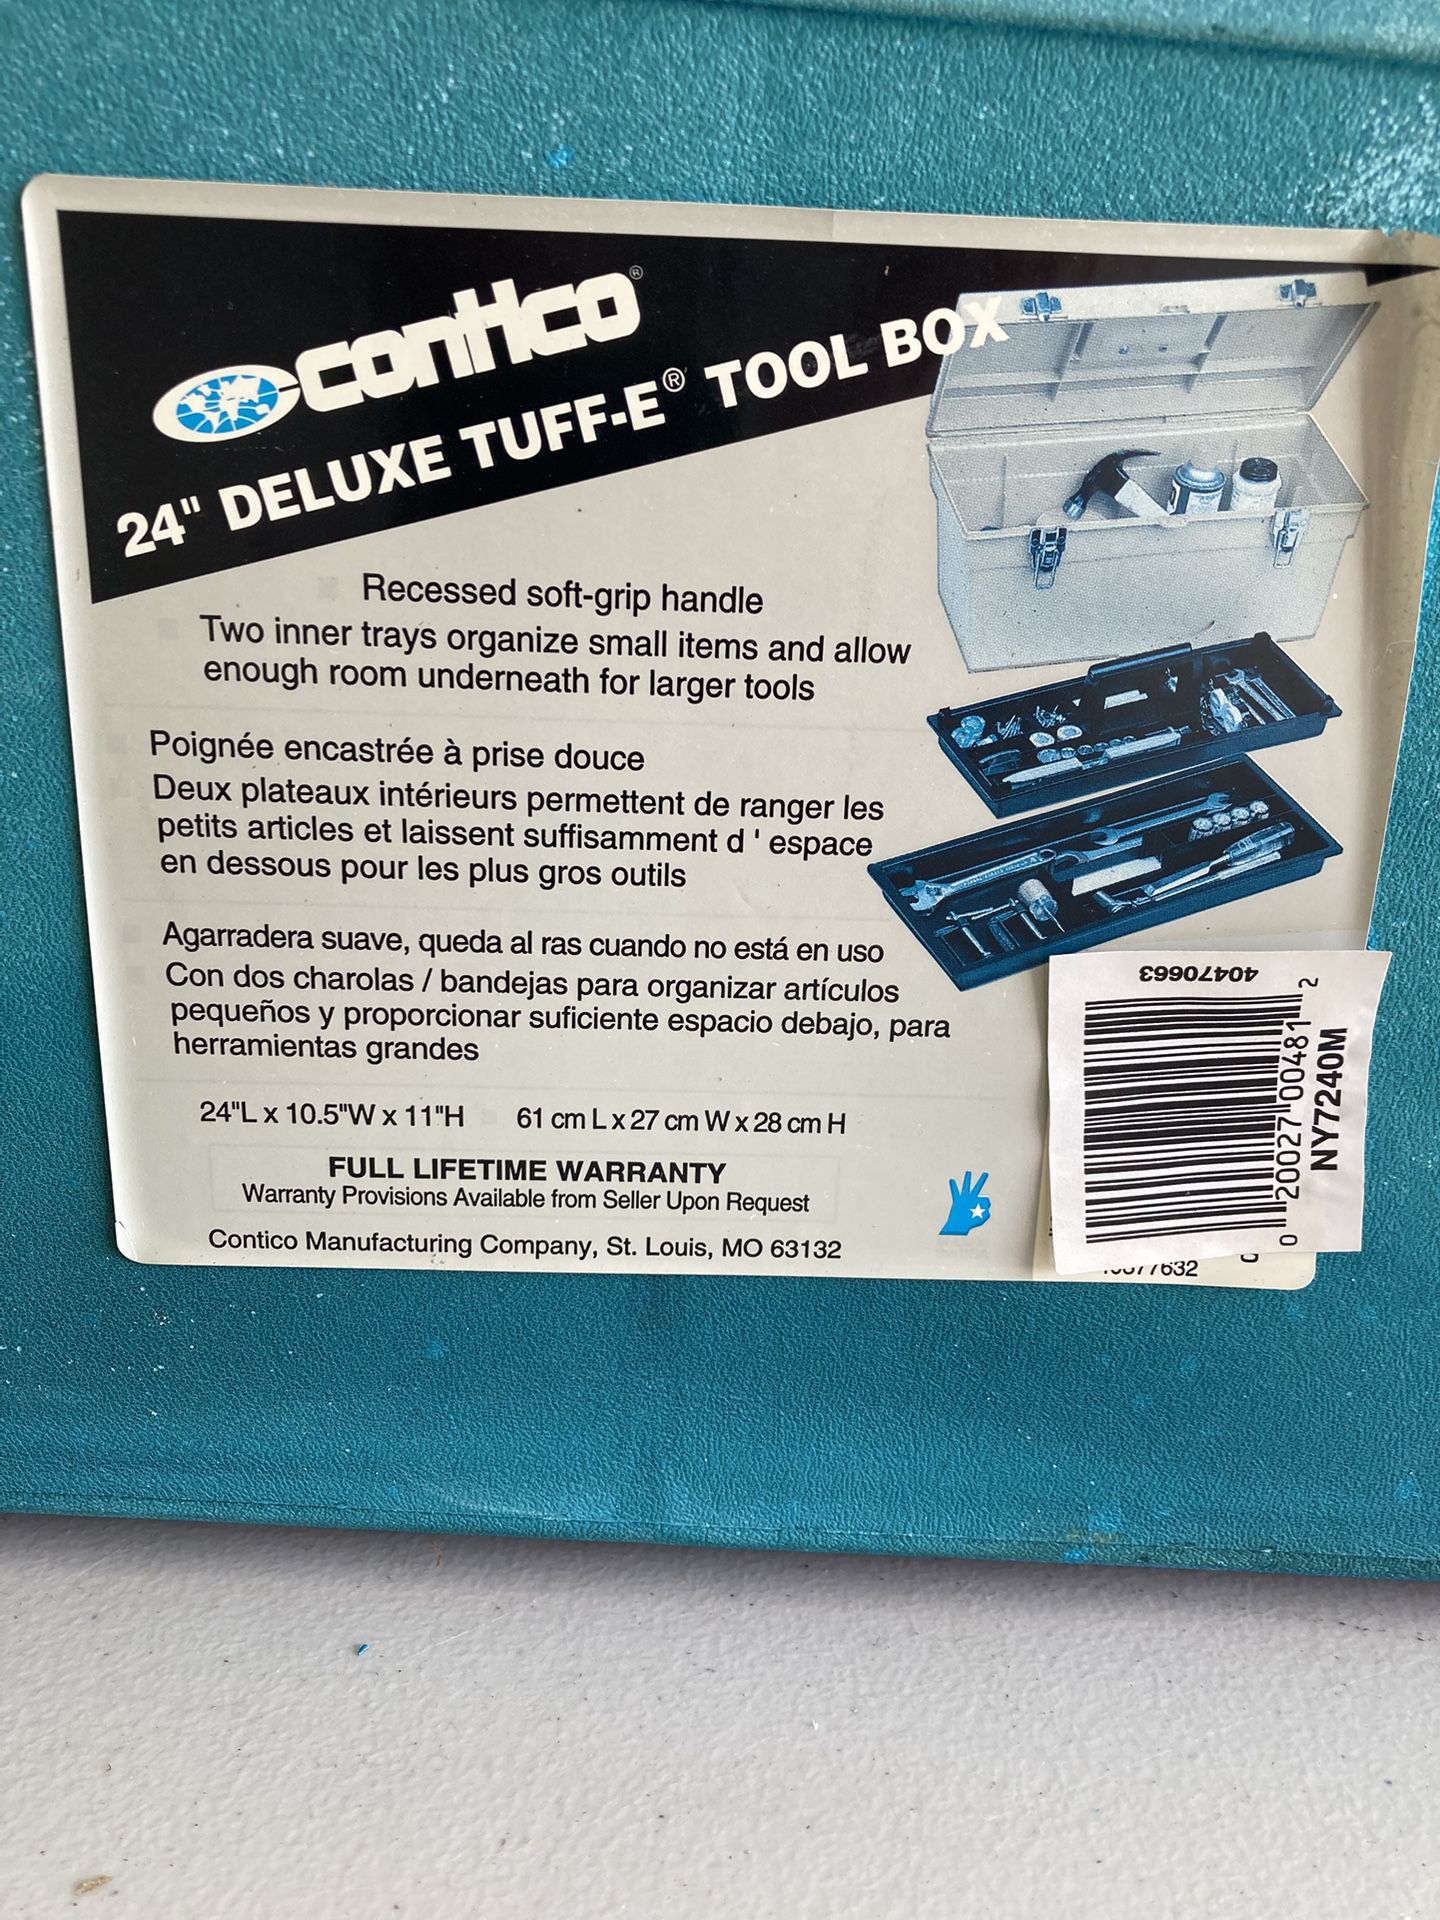 contico®
24" DELUXE TUFF-E® TOOL BOX
Recessed soft-grip handle
Two inner trays organize small items and allow
enough room underneath for larger tools
Poignée encastrée à prise douce
Deux plateaux intérieurs permettent de ranger les
petits articles et laissent suffisamment d ' espace
en dessous pour les plus gros outils
Agarradera suave, queda al ras cuando no está en uso
Con dos charolas / bandejas para organizar artículos
pequeños y proporcionar suficiente espacio debajo, para
herramientas grandes
24"L x 10.5"W x 11"H 61 cm L x 27 cm W x 28 cm H
FULL LIFETIME WARRANTY
Warranty Provisions Available from Seller Upon Request
Contico Manufacturing Company, St. Louis, MO 63132
40470663
0 20027 00481 2
NY7240M